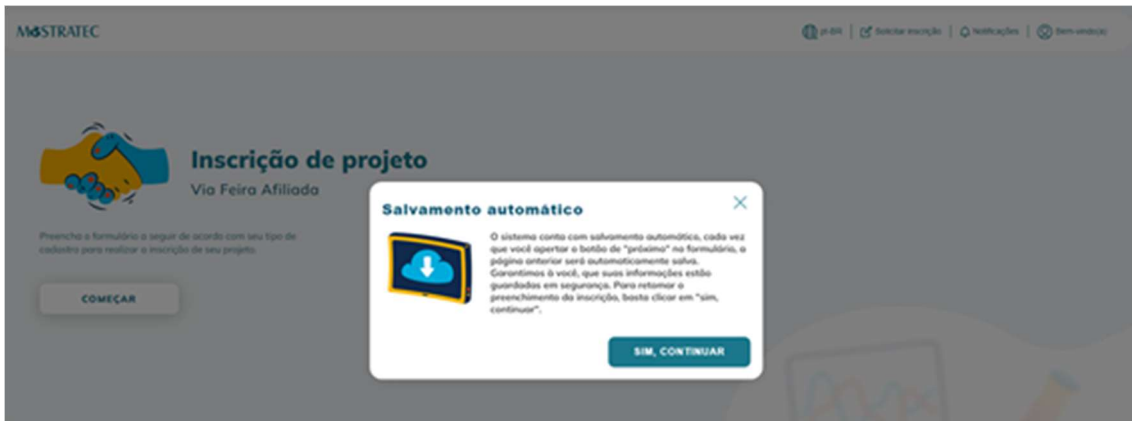 MOSTRATEC
pt-BR | Solicitar inscrição | Notificações | Bem-vindo(a)
Inscrição de projeto
Via Feira Afiliada
Preencha o formulário a seguir de acordo com seu tipo de
cadastro para realizar a inscrição de seu projeto.
COMEÇAR
Salvamento automático
O sistema conta com salvamento automático, cada vez
que você apertar o botão de "próximo" no formulário, a
página anterior será automaticamente salva.
Garantimos à você, que suas informações estão
guardadas em segurança. Para retomar o
preenchimento da inscrição, basta clicar em "sim,
continuar".
SIM, CONTINUAR